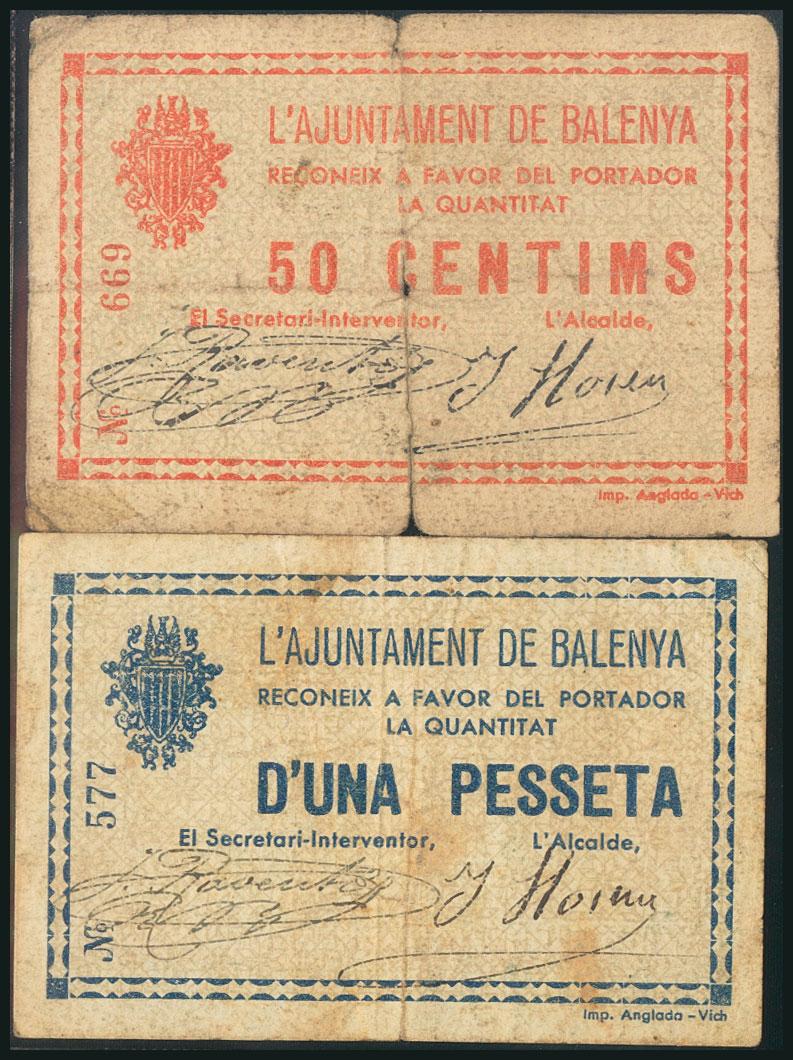 L'AJUNTAMENT DE BALENYA
RECONEIX A FAVOR DEL PORTADOR
LA QUANTITAT
50 CENTIMS
El Secretari-Interventor, L'Alcalde,
J. Raventós
Nº 669
Imp. Anglada - Vich
L'AJUNTAMENT DE BALENYA
RECONEIX A FAVOR DEL PORTADOR
LA QUANTITAT
D'UNA PESSETA
El Secretari-Interventor, L'Alcalde,
J. Raventós
Nº 577
Imp. Anglada - Vich